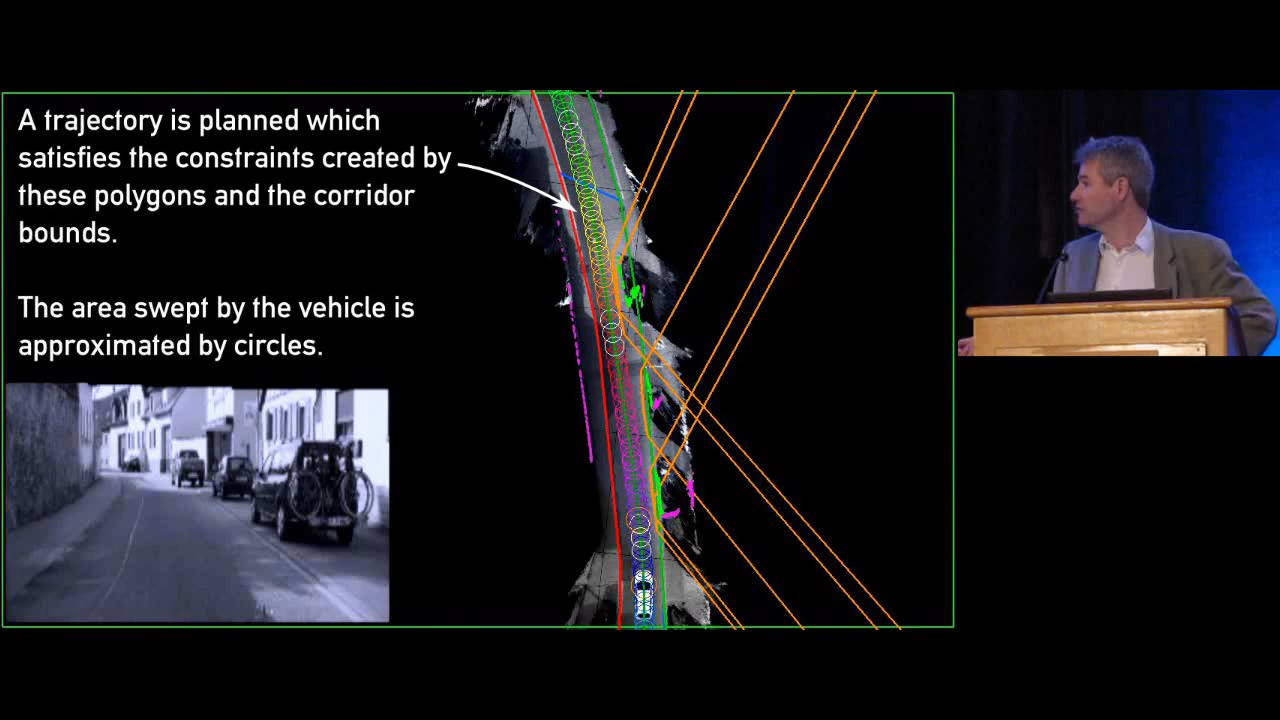 A trajectory is planned which
satisfies the constraints created by
these polygons and the corridor
bounds.
The area swept by the vehicle is
approximated by circles.